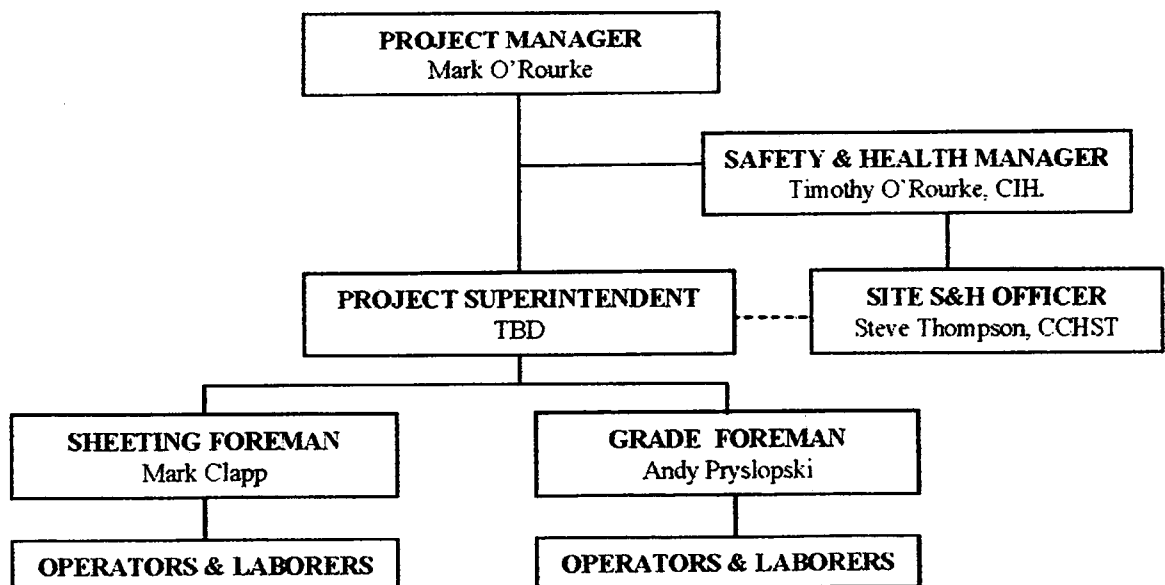 PROJECT MANAGER
Mark O'Rourke
SAFETY & HEALTH MANAGER
Timothy O'Rourke, CIH.
PROJECT SUPERINTENDENT
TBD
SITE S&H OFFICER
Steve Thompson, CCHST
SHEETING FOREMAN
Mark Clapp
GRADE FOREMAN
Andy Pryslopski
OPERATORS & LABORERS
OPERATORS & LABORERS